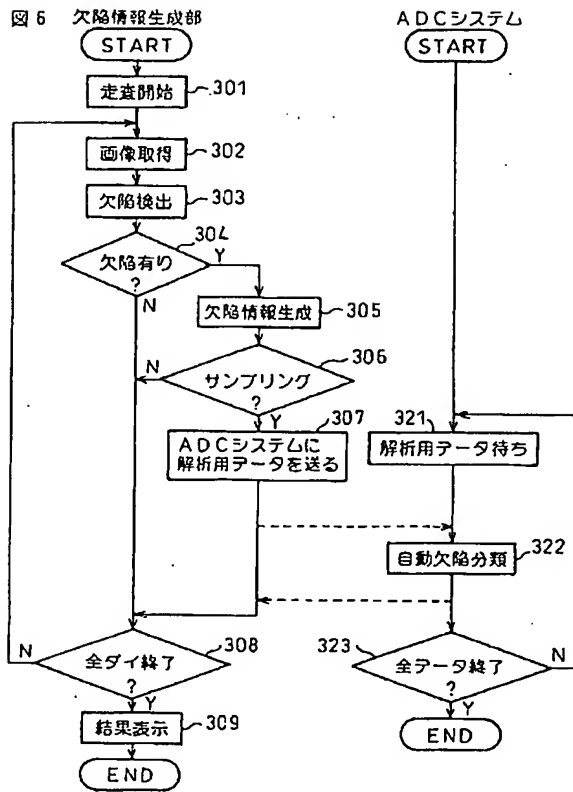 図6 欠陥情報生成部
START
走査開始 301
画像取得 302
欠陥検出 303
304
欠陥有り
?
Y
N
欠陥情報生成 305
306
サンプリング
?
N
Y
307
ADCシステムに
解析用データを送る
全ダイ終了
?
308
N
Y
結果表示 309
END
ADCシステム
START
321
解析用データ待ち
自動欠陥分類 322
323
全データ終了
?
N
Y
END